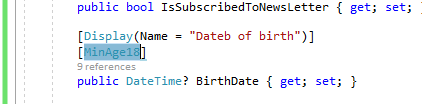 public bool IsSubscribedToNewsLetter { get; set; }
[Display(Name = "Dateb of birth")]
[MinAge18]
9 references
public DateTime? BirthDate { get; set; }